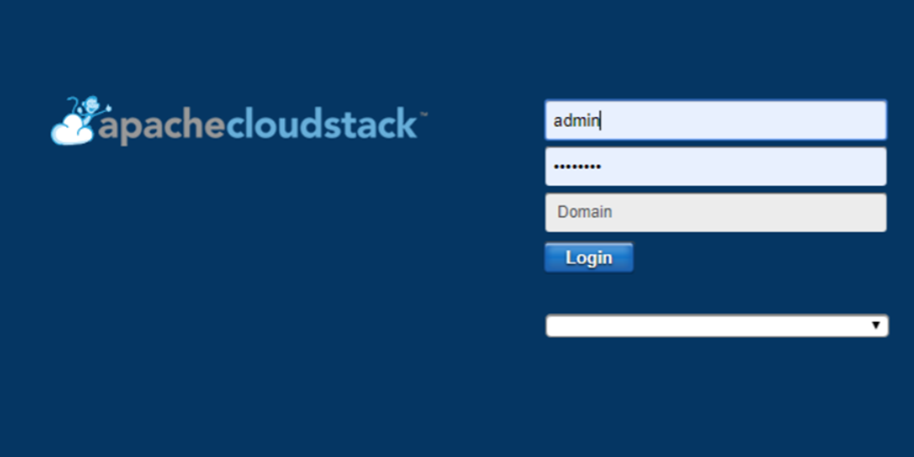 apachecloudstack™
admin
••••••••
Domain
Login